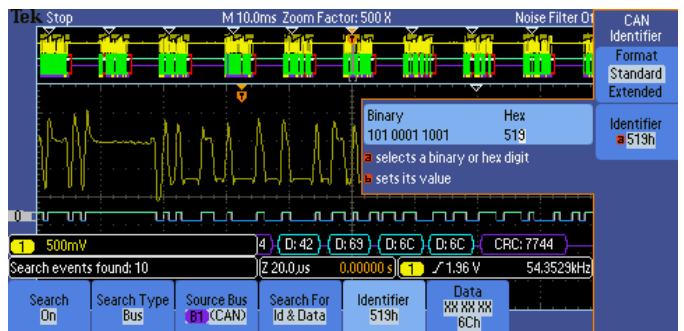 Tek Stop M 10.0ms Zoom Factor: 500 X Noise Filter Of
CAN
Identifier
Format
Standard
Extended
Identifier
a 519h
T
T
Binary Hex
101 0001 1001 519
a selects a binary or hex digit
b sets its value
1 500mV
4 D: 42 D: 69 D: 6C D: 6C CRC: 7744
Search events found: 10 Z 20.0µs 0.00000 s 1 1.96 V 54.3529kHz
Search
On
Search Type
Bus
Source Bus
B1 (CAN)
Search For
Id & Data
Identifier
519h
Data
XX XX XX
6Ch